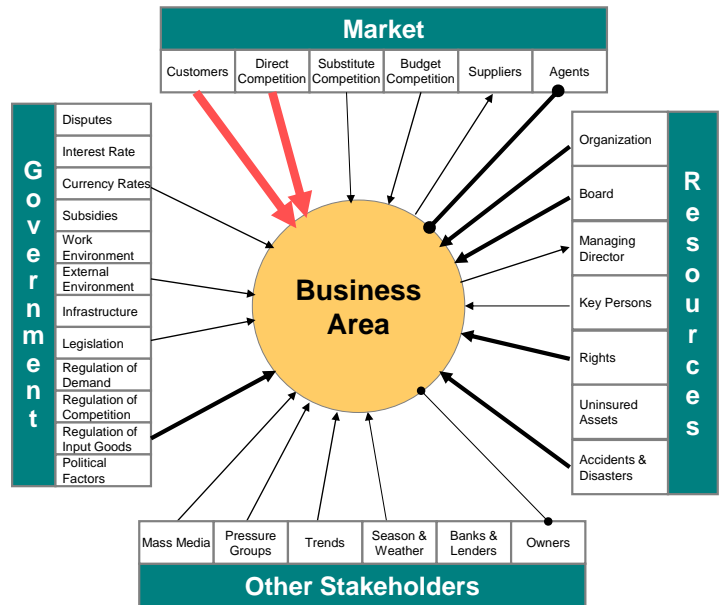 Market
Customers
Direct
Competition
Substitute
Competition
Budget
Competition
Suppliers
Agents
Government
Disputes
Interest Rate
Currency Rates
Subsidies
Work
Environment
External
Environment
Infrastructure
Legislation
Regulation of
Demand
Regulation of
Competition
Regulation of
Input Goods
Political
Factors
Business
Area
Organization
Board
Managing
Director
Key Persons
Rights
Uninsured
Assets
Accidents &
Disasters
Resources
Mass Media
Pressure
Groups
Trends
Season &
Weather
Banks &
Lenders
Owners
Other Stakeholders